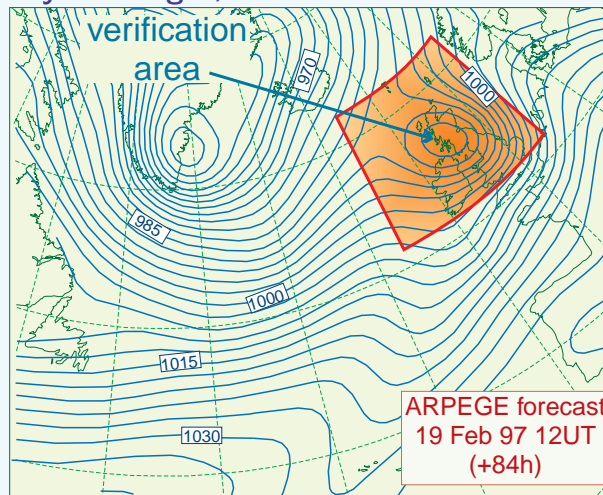 verification
area
970
1000
985
1000
1015
1030
ARPEGE forecast
19 Feb 97 12UT
(+84h)